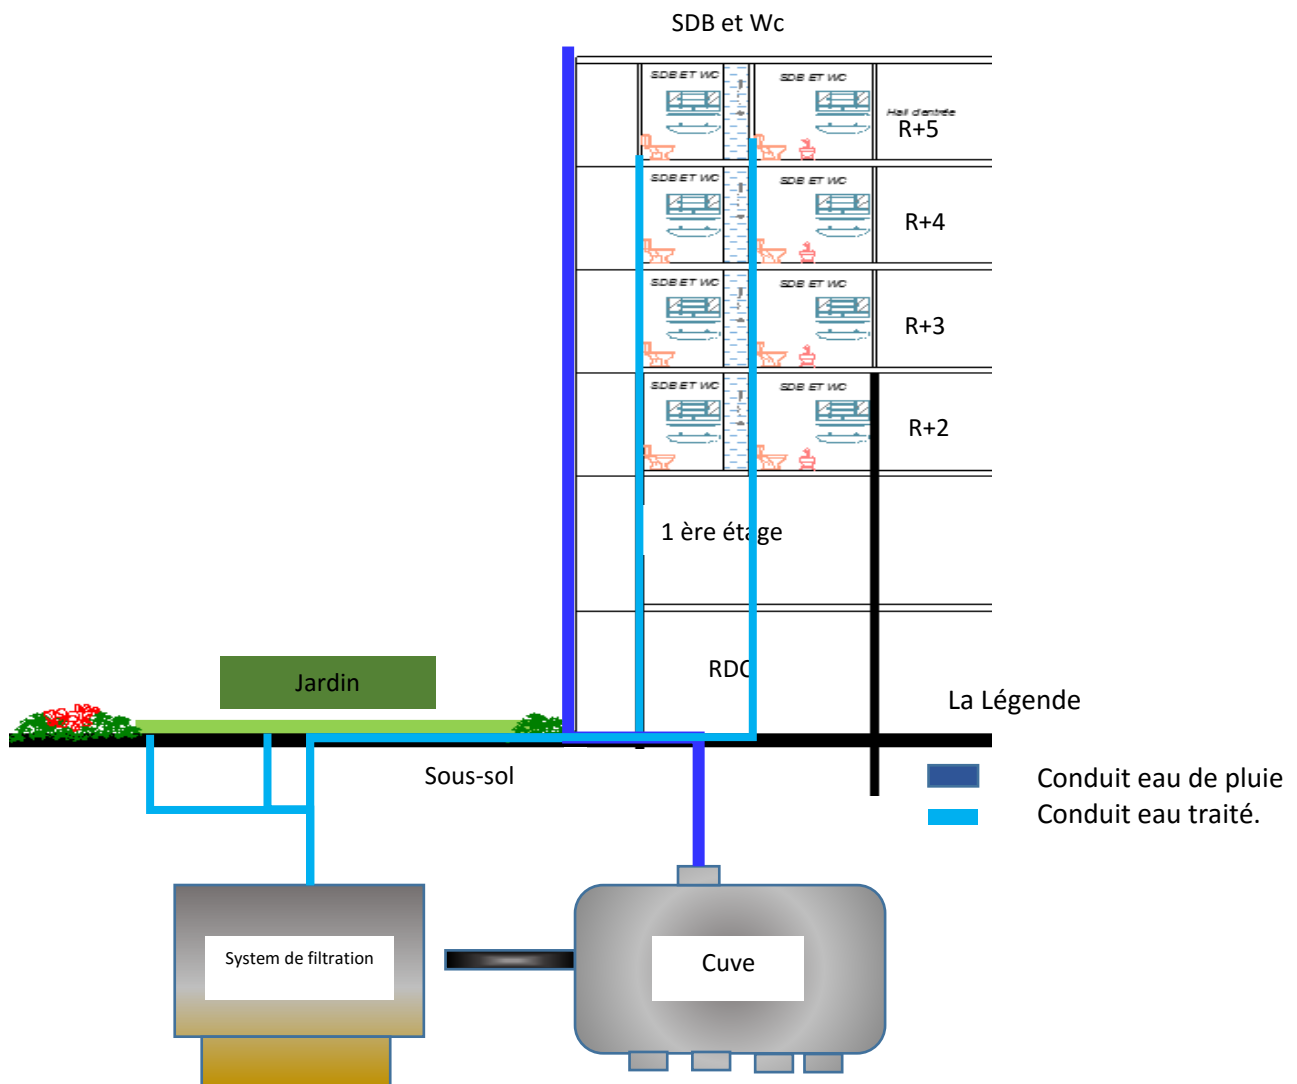 SDB et Wc
SDB ET WC
SDB ET WC
Hall d'entrée
R+5
SDB ET WC
SDB ET WC
R+4
SDB ET WC
SDB ET WC
R+3
SDB ET WC
SDB ET WC
R+2
1 ère étage
RDC
Jardin
La Légende
Sous-sol
Conduit eau de pluie
Conduit eau traité.
System de filtration
Cuve